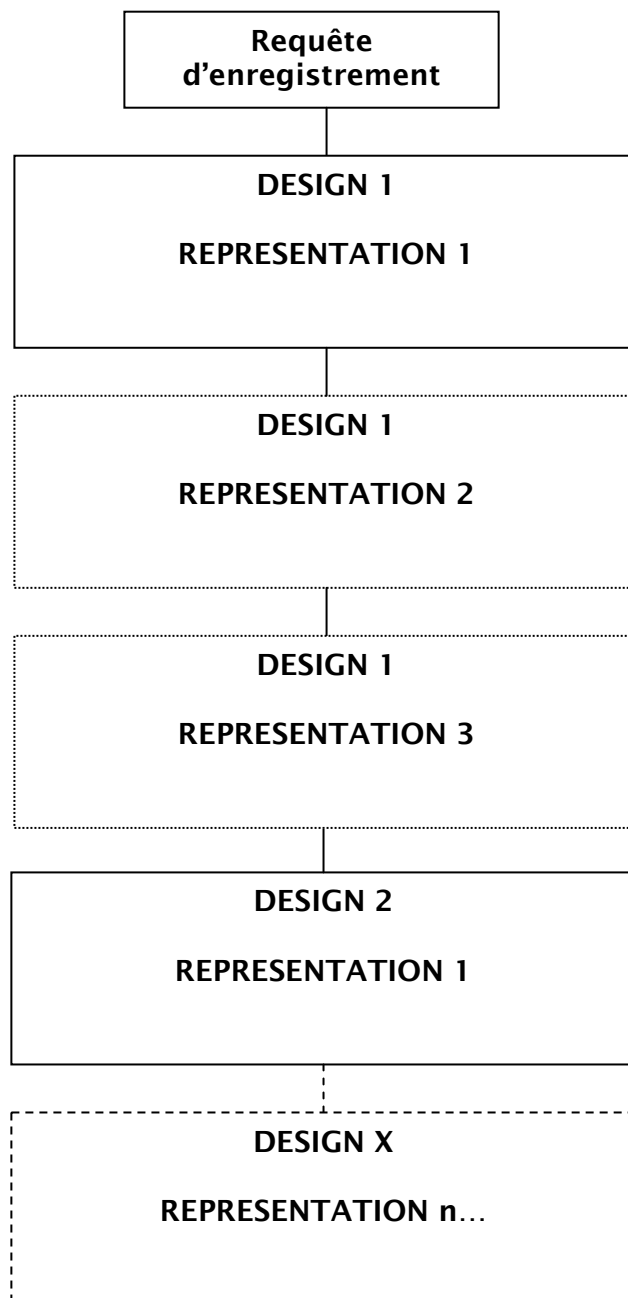 Requête
d’enregistrement
DESIGN 1
REPRESENTATION 1
DESIGN 1
REPRESENTATION 2
DESIGN 1
REPRESENTATION 3
DESIGN 2
REPRESENTATION 1
DESIGN X
REPRESENTATION n…